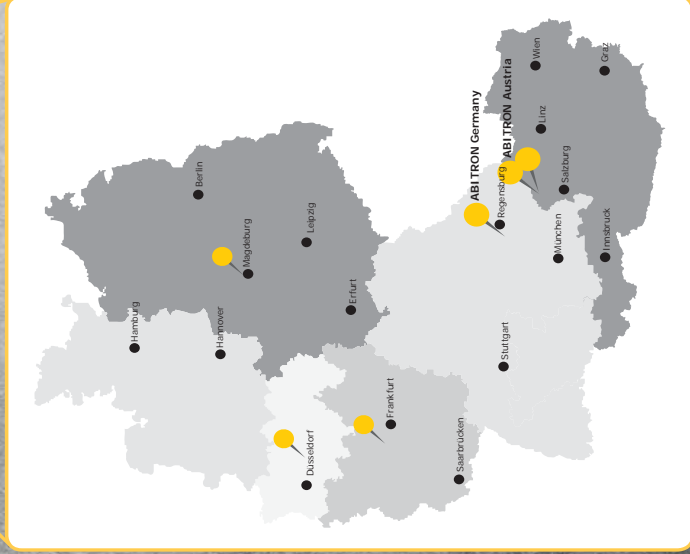 Hamburg
Berlin
Hannover
Magdeburg
Düsseldorf
Leipzig
Erfurt
Frankfurt
Saarbrücken
ABITRON Germany
Stuttgart
Regensburg
ABITRON Austria
Wien
Linz
München
Salzburg
Innsbruck
Graz